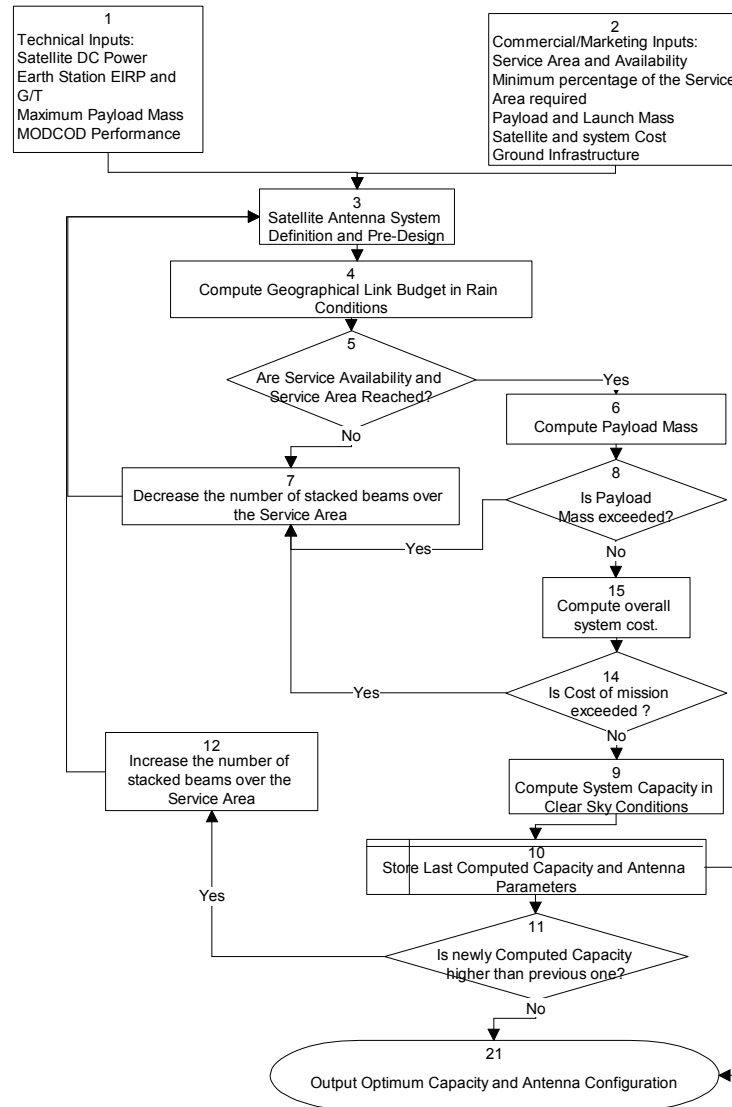 1
Technical Inputs:
Satellite DC Power
Earth Station EIRP and
G/T
Maximum Payload Mass
MODCOD Performance
2
Commercial/Marketing Inputs:
Service Area and Availability
Minimum percentage of the Service
Area required
Payload and Launch Mass
Satellite and system Cost
Ground Infrastructure
3
Satellite Antenna System
Definition and Pre-Design
4
Compute Geographical Link Budget in Rain
Conditions
5
Are Service Availability and
Service Area Reached?
Yes
No
6
Compute Payload Mass
7
Decrease the number of stacked beams over
the Service Area
8
Is Payload
Mass exceeded?
Yes
No
15
Compute overall
system cost.
14
Is Cost of mission
exceeded ?
Yes
No
12
Increase the number of
stacked beams over the
Service Area
9
Compute System Capacity in
Clear Sky Conditions
10
Store Last Computed Capacity and Antenna
Parameters
Yes
11
Is newly Computed Capacity
higher than previous one?
No
21
Output Optimum Capacity and Antenna Configuration